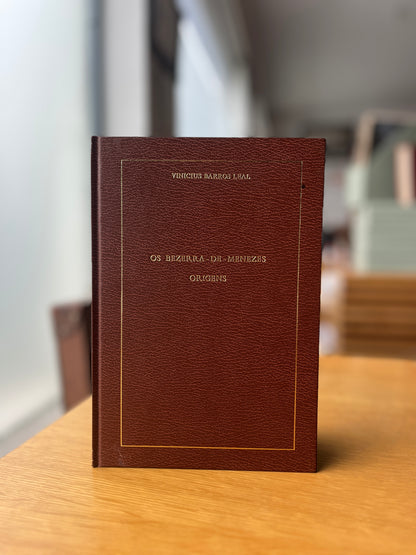 VINICIUS BARROS LEAL
OS BEZERRA-DE-MENEZES
ORIGENS